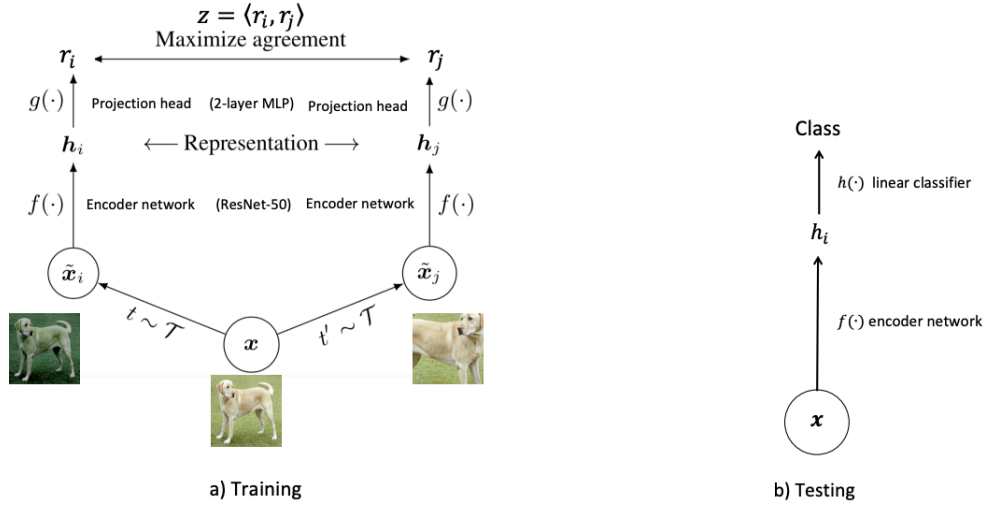 z = ⟨r_i, r_j⟩
Maximize agreement
r_i
r_j
g(·)
Projection head
(2-layer MLP)
Projection head
g(·)
h_i
⟵ Representation ⟶
h_j
f(·)
Encoder network
(ResNet-50)
Encoder network
f(·)
x̃_i
x̃_j
t ∼ T
t' ∼ T
x
a) Training
Class
h(·) linear classifier
h_i
f(·) encoder network
x
b) Testing